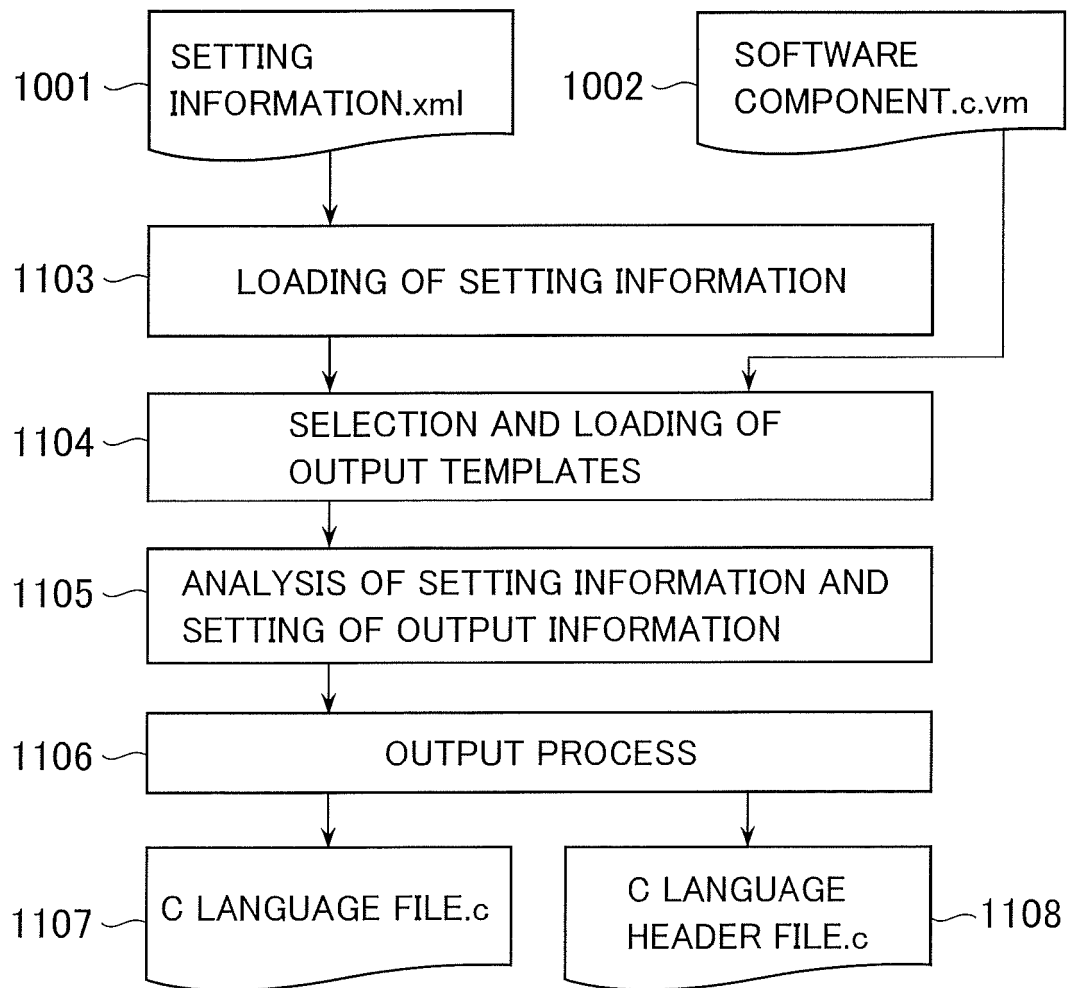 1001
SETTING
INFORMATION.xml
1002
SOFTWARE
COMPONENT.c.vm
1103
LOADING OF SETTING INFORMATION
1104
SELECTION AND LOADING OF
OUTPUT TEMPLATES
1105
ANALYSIS OF SETTING INFORMATION AND
SETTING OF OUTPUT INFORMATION
1106
OUTPUT PROCESS
1107
C LANGUAGE FILE.c
C LANGUAGE
HEADER FILE.c
1108